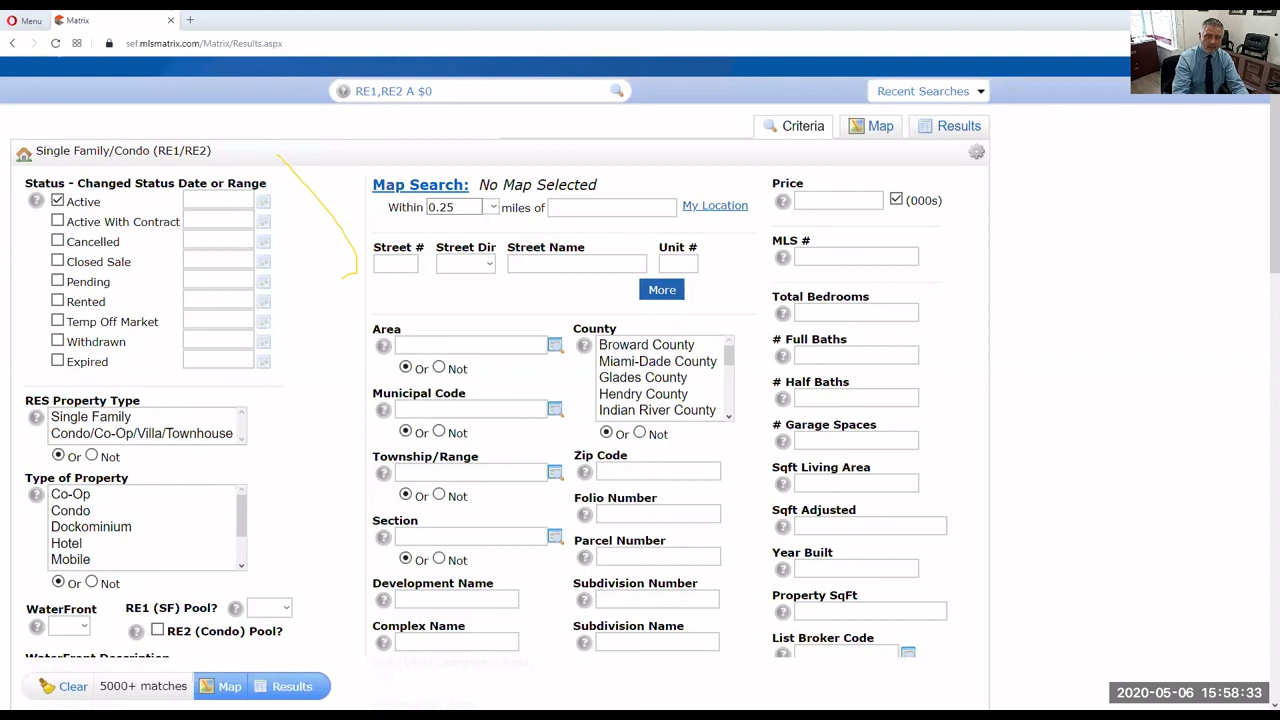 Menu
Matrix
sef.mlsmatrix.com/Matrix/Results.aspx
RE1,RE2 A $0
Recent Searches
Criteria
Map
Results
Single Family/Condo (RE1/RE2)
Status - Changed Status Date or Range
Active
Active With Contract
Cancelled
Closed Sale
Pending
Rented
Temp Off Market
Withdrawn
Expired
RES Property Type
Single Family
Condo/Co-Op/Villa/Townhouse
Or Not
Type of Property
Co-Op
Condo
Dockominium
Hotel
Mobile
Or Not
WaterFront
RE1 (SF) Pool?
RE2 (Condo) Pool?
WaterFront Description
Map Search: No Map Selected
Within 0.25 miles of
My Location
Street # Street Dir Street Name Unit #
More
Area
Or Not
Municipal Code
Or Not
Township/Range
Or Not
Section
Or Not
Development Name
Complex Name
County
Broward County
Miami-Dade County
Glades County
Hendry County
Indian River County
Or Not
Zip Code
Folio Number
Parcel Number
Subdivision Number
Subdivision Name
Price
(000s)
MLS #
Total Bedrooms
# Full Baths
# Half Baths
# Garage Spaces
Sqft Living Area
Sqft Adjusted
Year Built
Property SqFt
List Broker Code
Clear
5000+ matches
Map
Results
2020-05-06 15:58:33